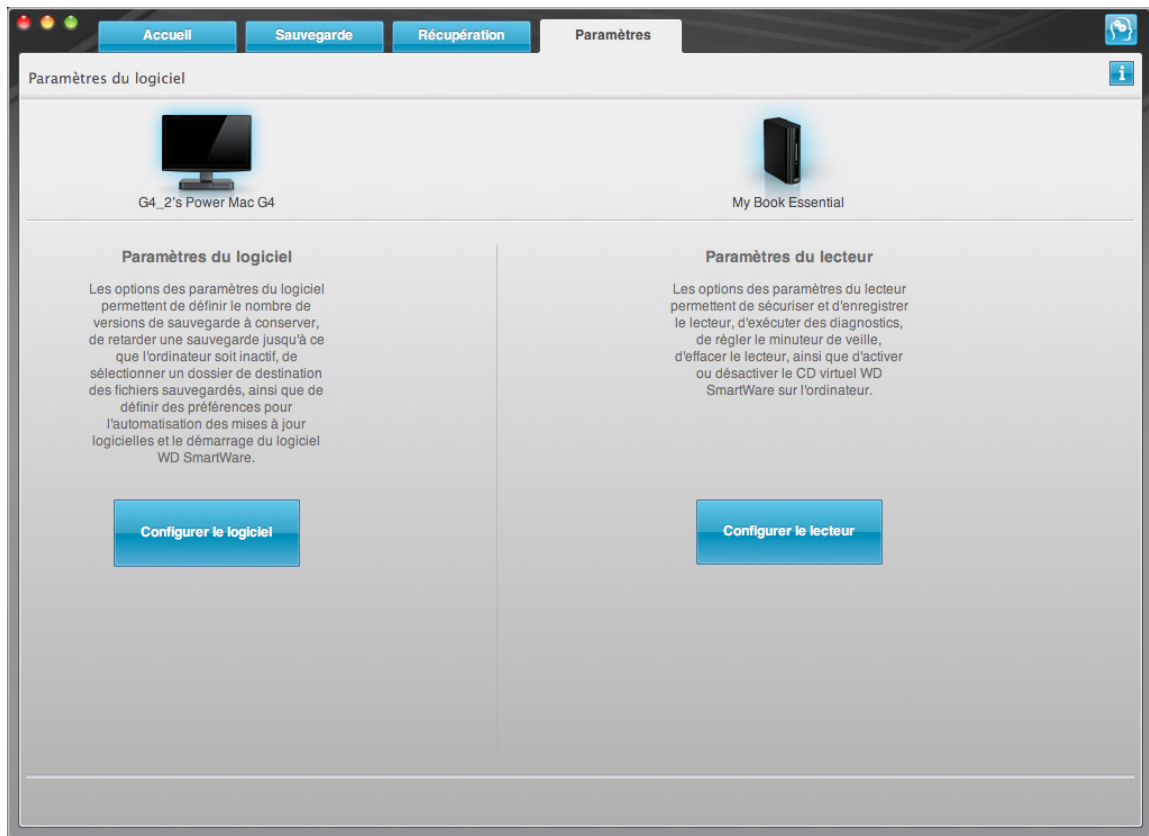 Accueil
Sauvegarde
Récupération
Paramètres
Paramètres du logiciel
i
G4_2's Power Mac G4
My Book Essential
Paramètres du logiciel
Les options des paramètres du logiciel
permettent de définir le nombre de
versions de sauvegarde à conserver,
de retarder une sauvegarde jusqu'à ce
que l'ordinateur soit inactif, de
sélectionner un dossier de destination
des fichiers sauvegardés, ainsi que de
définir des préférences pour
l'automatisation des mises à jour
logicielles et le démarrage du logiciel
WD SmartWare.
Configurer le logiciel
Paramètres du lecteur
Les options des paramètres du lecteur
permettent de sécuriser et d'enregistrer
le lecteur, d'exécuter des diagnostics,
de régler le minuteur de veille,
d'effacer le lecteur, ainsi que d'activer
ou désactiver le CD virtuel WD
SmartWare sur l'ordinateur.
Configurer le lecteur